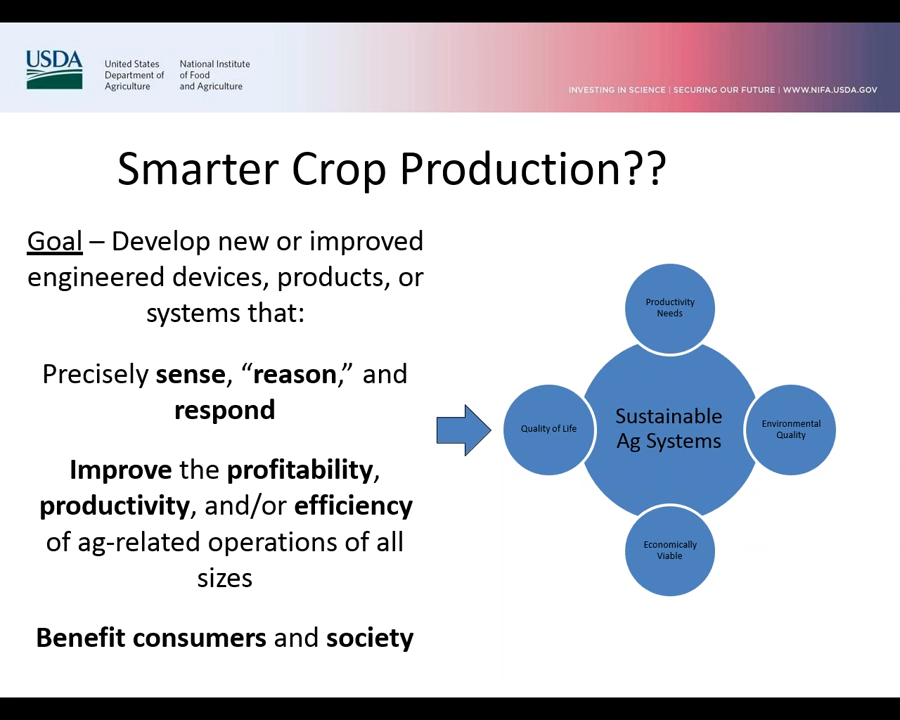 USDA
United States
Department of
Agriculture
National Institute
of Food
and Agriculture
INVESTING IN SCIENCE | SECURING OUR FUTURE | WWW.NIFA.USDA.GOV
Smarter Crop Production??
Goal – Develop new or improved
engineered devices, products, or
systems that:
Precisely sense, “reason,” and
respond
Improve the profitability,
productivity, and/or efficiency
of ag-related operations of all
sizes
Benefit consumers and society
Productivity
Needs
Quality of Life
Sustainable
Ag Systems
Environmental
Quality
Economically
Viable